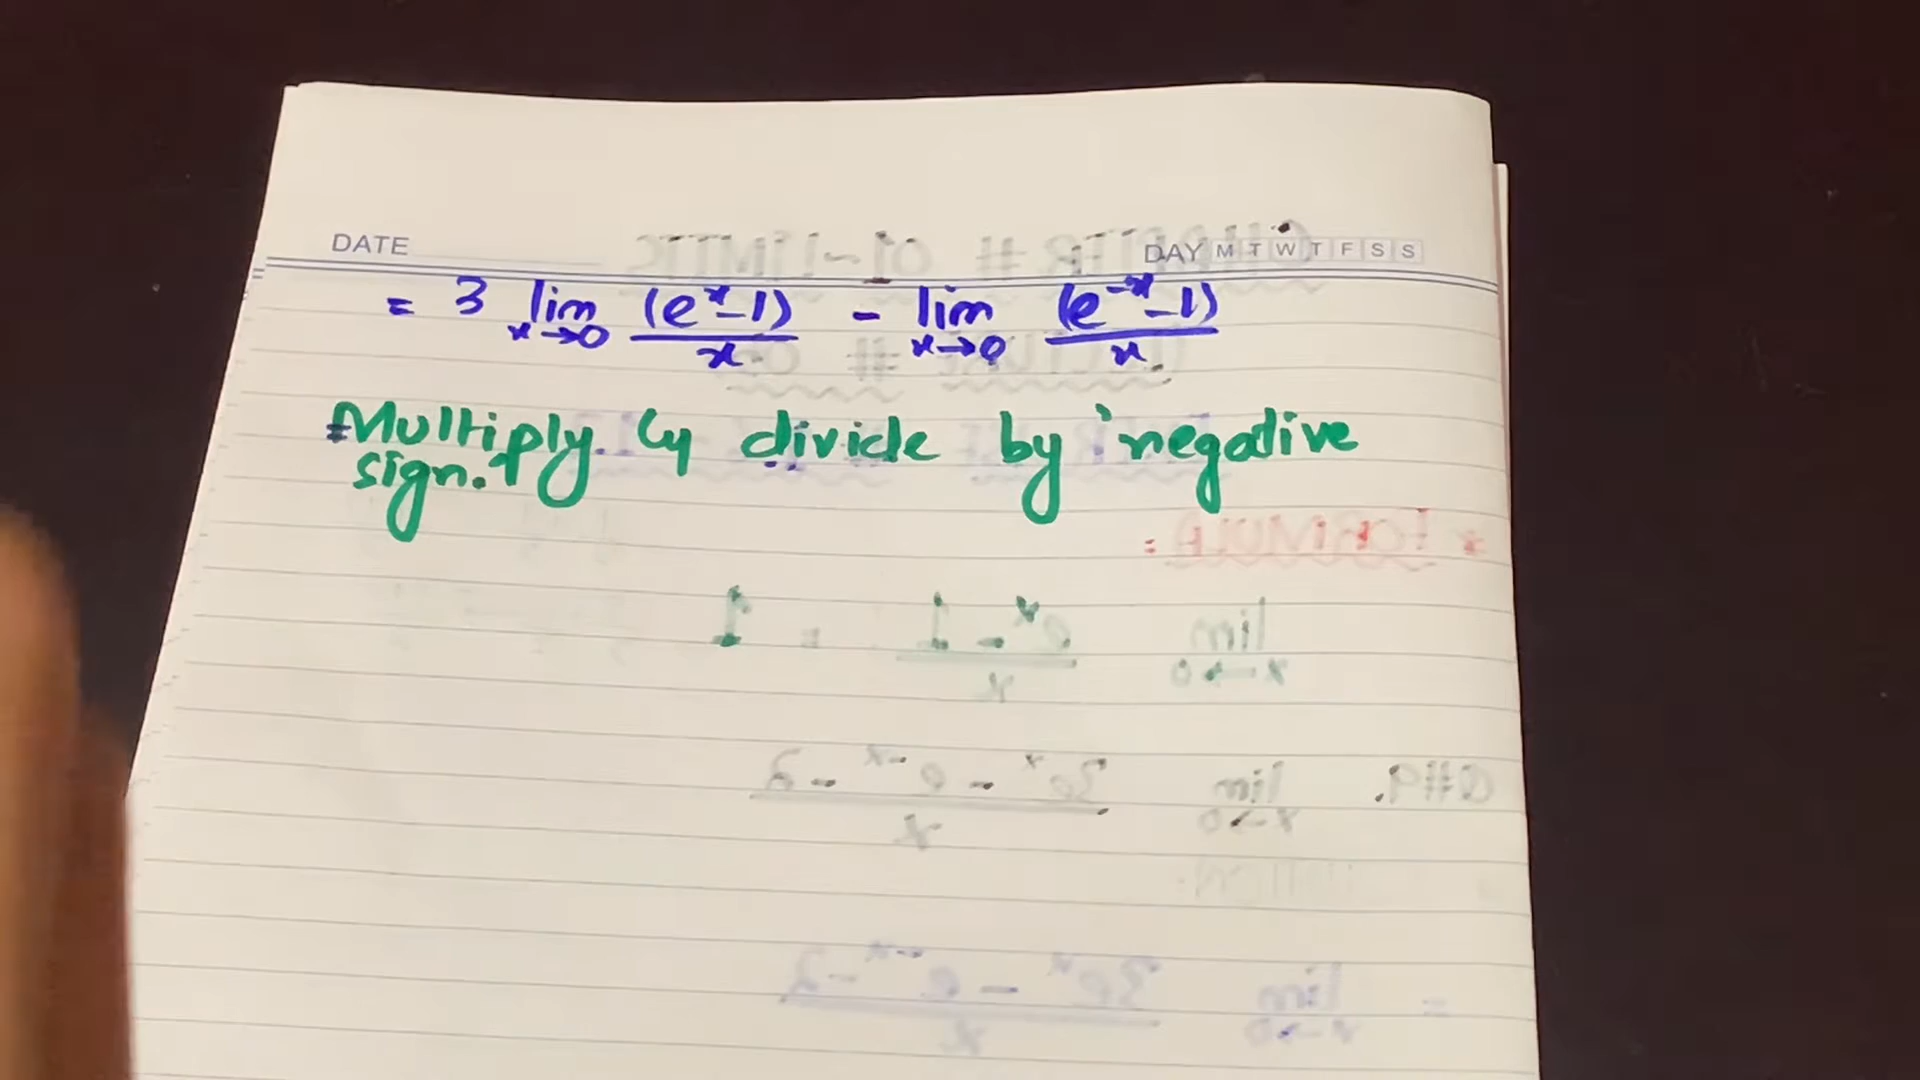 DATE DAY M T W T F S S
= 3 lim x→0 (e^x-1)/x - lim x→0 (e^-x-1)/x
Multiply & divide by negative
sign.